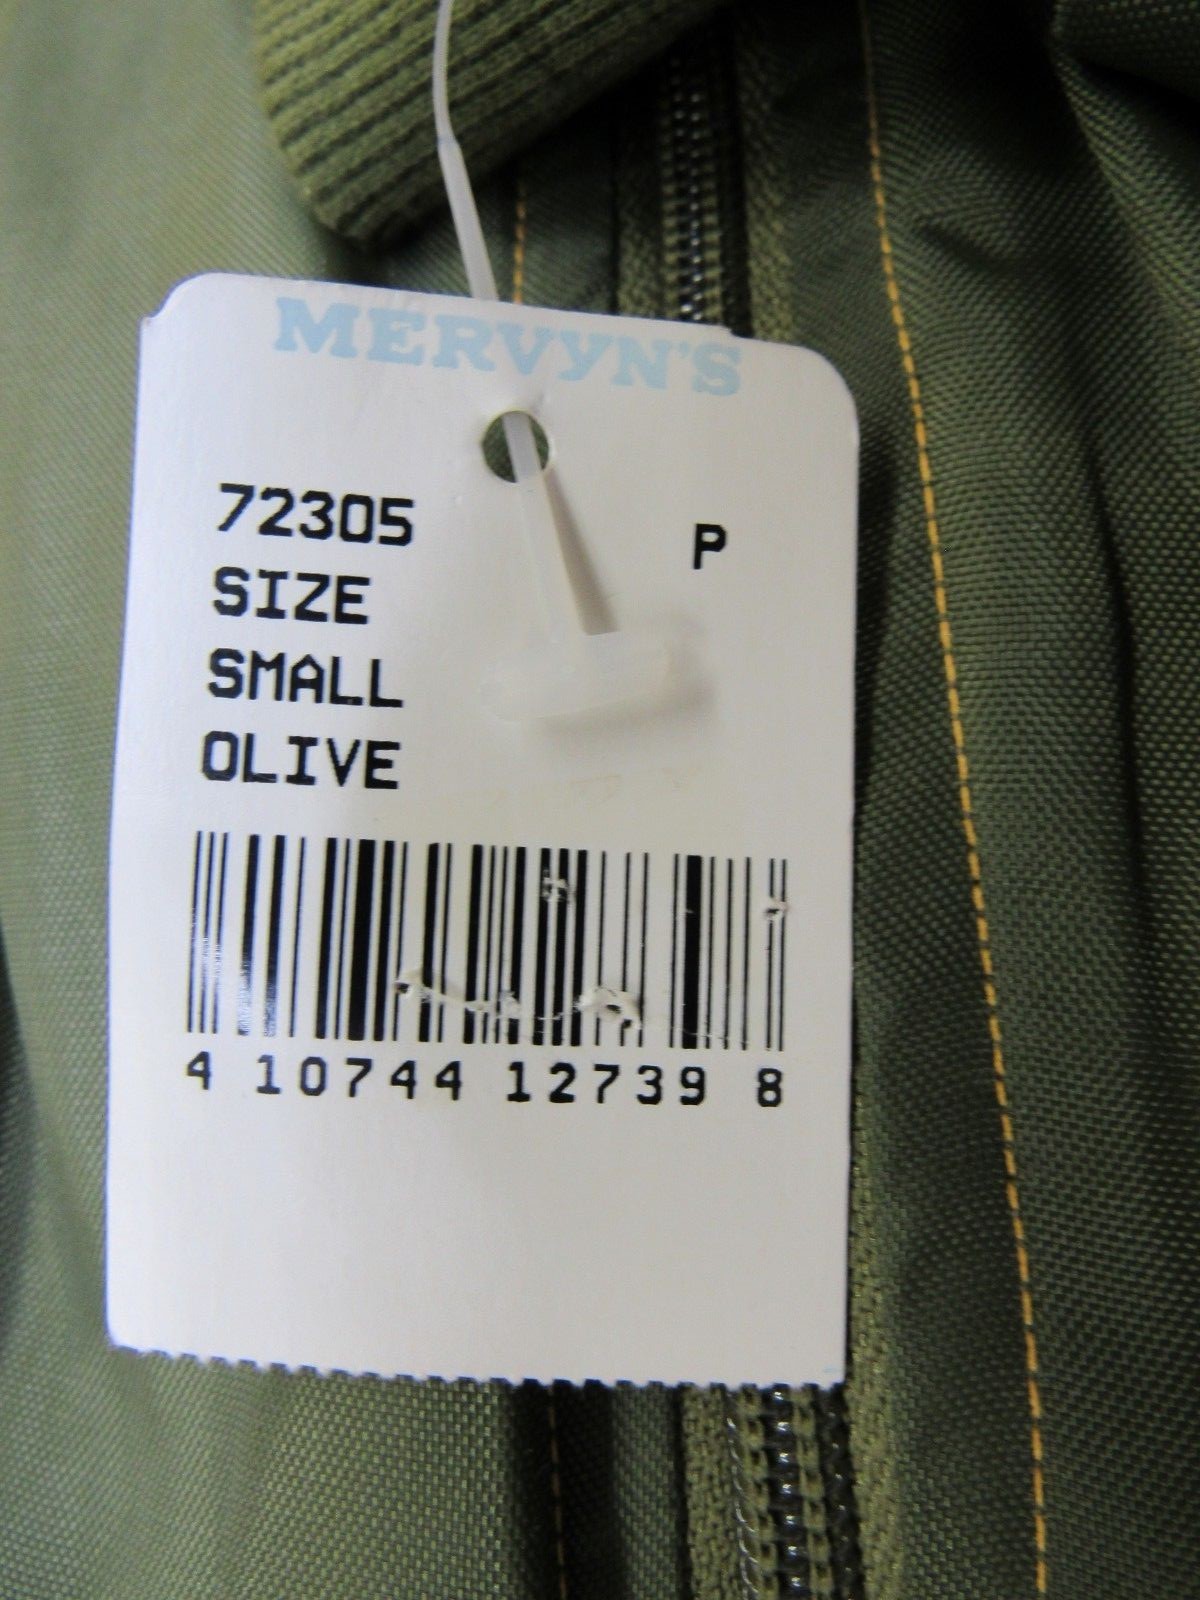 MERVYN'S
72305 P
SIZE
SMALL
OLIVE
4 10744 12739 8